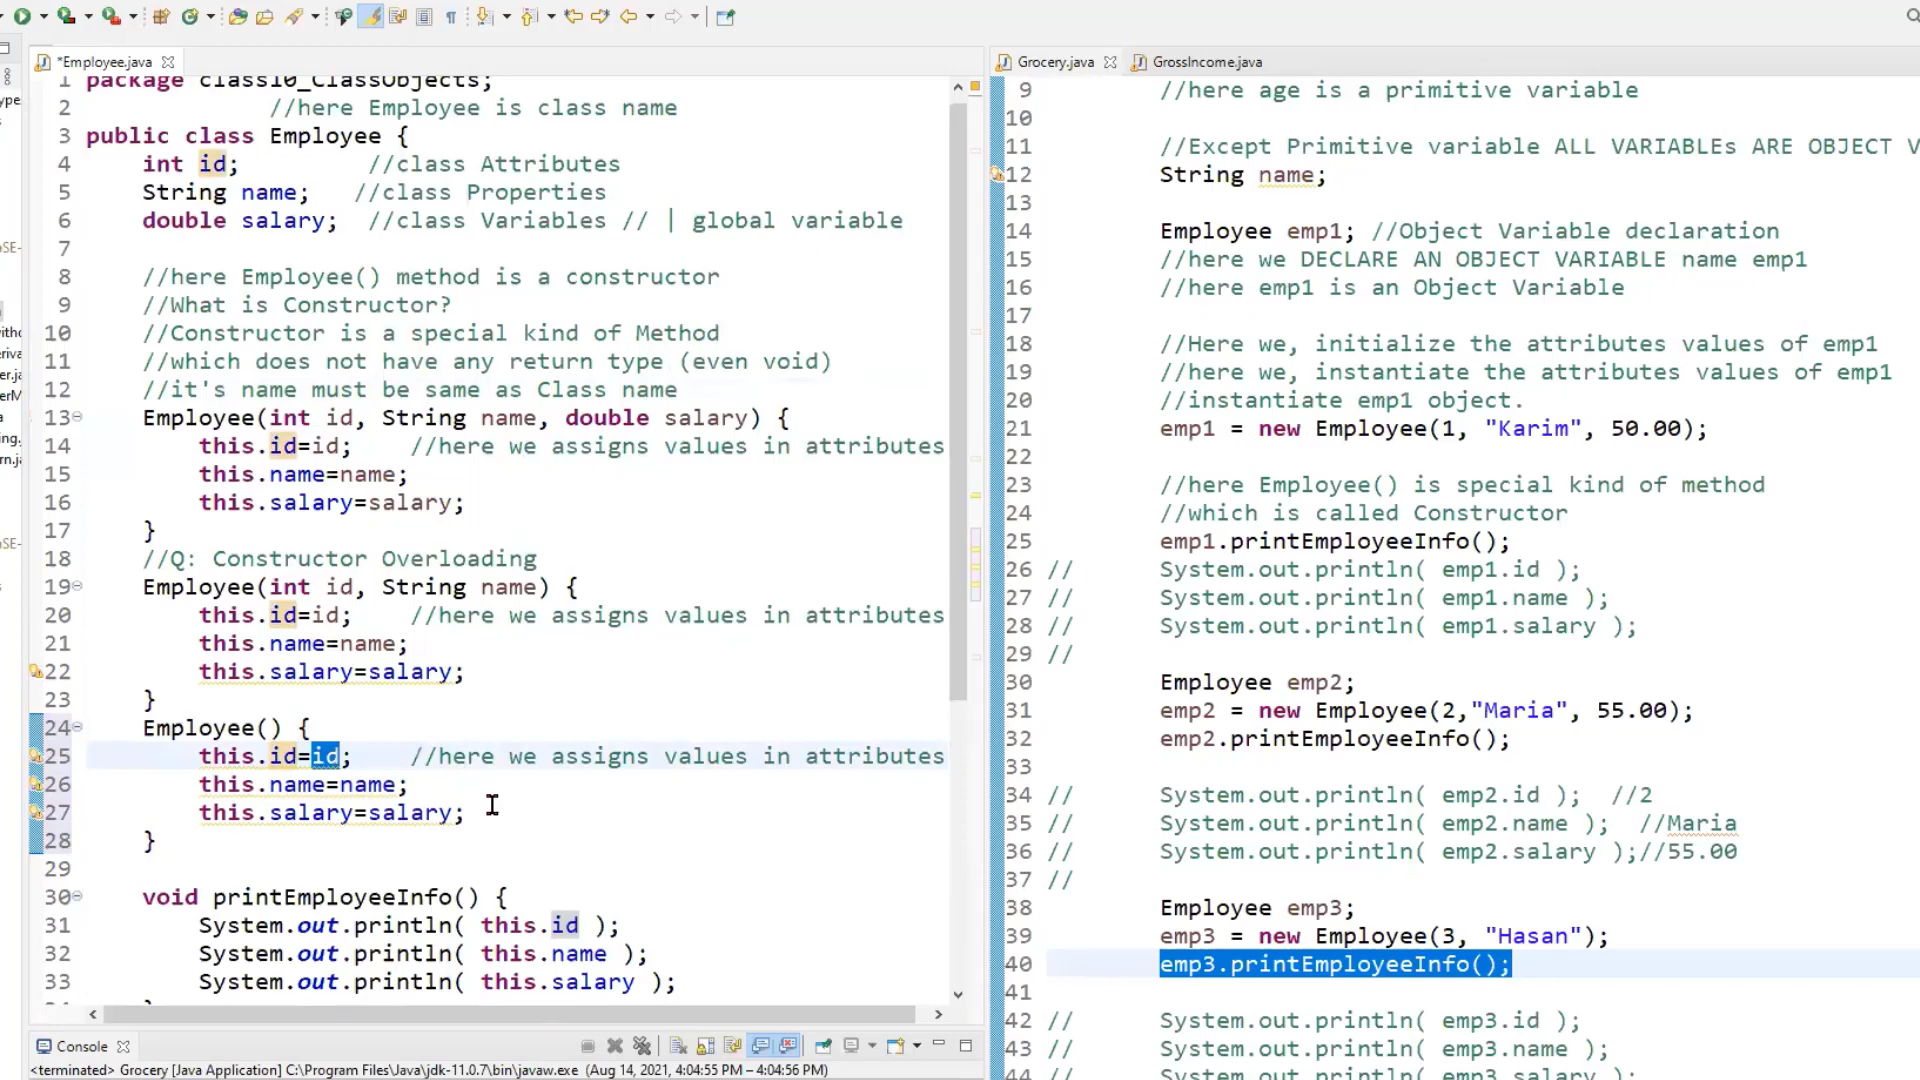 *Employee.java
1 package class10_ClassObjects;
2 //here Employee is class name
3 public class Employee {
4 int id; //class Attributes
5 String name; //class Properties
6 double salary; //class Variables // | global variable
7
8 //here Employee() method is a constructor
9 //What is Constructor?
10 //Constructor is a special kind of Method
11 //which does not have any return type (even void)
12 //it's name must be same as Class name
13 Employee(int id, String name, double salary) {
14 this.id=id; //here we assigns values in attributes
15 this.name=name;
16 this.salary=salary;
17 }
18 //Q: Constructor Overloading
19 Employee(int id, String name) {
20 this.id=id; //here we assigns values in attributes
21 this.name=name;
22 this.salary=salary;
23 }
24 Employee() {
25 this.id=id; //here we assigns values in attributes
26 this.name=name;
27 this.salary=salary;
28 }
29
30 void printEmployeeInfo() {
31 System.out.println( this.id );
32 System.out.println( this.name );
33 System.out.println( this.salary );
Console
<terminated> Grocery [Java Application] C:\Program Files\Java\jdk-11.0.7\bin\javaw.exe (Aug 14, 2021, 4:04:55 PM – 4:04:56 PM)
Grocery.java GrossIncome.java
9 //here age is a primitive variable
10
11 //Except Primitive variable ALL VARIABLEs ARE OBJECT V
12 String name;
13
14 Employee emp1; //Object Variable declaration
15 //here we DECLARE AN OBJECT VARIABLE name emp1
16 //here emp1 is an Object Variable
17
18 //Here we, initialize the attributes values of emp1
19 //here we, instantiate the attributes values of emp1
20 //instantiate emp1 object.
21 emp1 = new Employee(1, "Karim", 50.00);
22
23 //here Employee() is special kind of method
24 //which is called Constructor
25 emp1.printEmployeeInfo();
26 // System.out.println( emp1.id );
27 // System.out.println( emp1.name );
28 // System.out.println( emp1.salary );
29 //
30 Employee emp2;
31 emp2 = new Employee(2,"Maria", 55.00);
32 emp2.printEmployeeInfo();
33
34 // System.out.println( emp2.id ); //2
35 // System.out.println( emp2.name ); //Maria
36 // System.out.println( emp2.salary );//55.00
37 //
38 Employee emp3;
39 emp3 = new Employee(3, "Hasan");
40 emp3.printEmployeeInfo();
41
42 // System.out.println( emp3.id );
43 // System.out.println( emp3.name );
44 // System.out.println( emp3.salary );